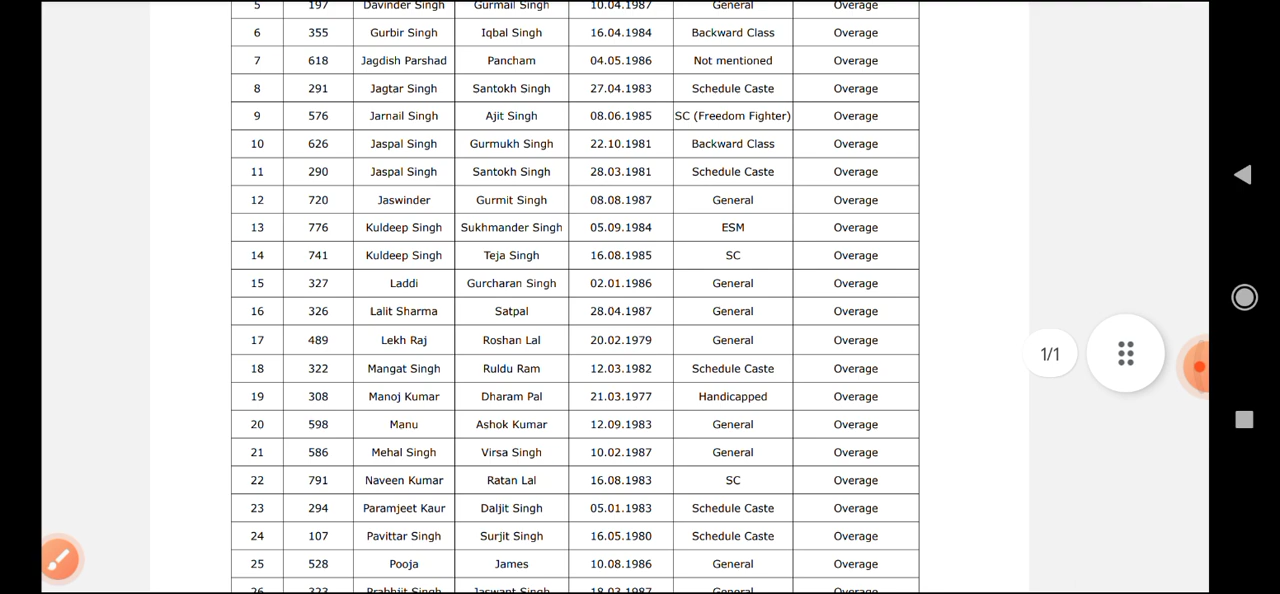 5 197 Davinder Singh Gurmail Singh 10.04.1987 General Overage
6 355 Gurbir Singh Iqbal Singh 16.04.1984 Backward Class Overage
7 618 Jagdish Parshad Pancham 04.05.1986 Not mentioned Overage
8 291 Jagtar Singh Santokh Singh 27.04.1983 Schedule Caste Overage
9 576 Jarnail Singh Ajit Singh 08.06.1985 SC (Freedom Fighter) Overage
10 626 Jaspal Singh Gurmukh Singh 22.10.1981 Backward Class Overage
11 290 Jaspal Singh Santokh Singh 28.03.1981 Schedule Caste Overage
12 720 Jaswinder Gurmit Singh 08.08.1987 General Overage
13 776 Kuldeep Singh Sukhmander Singh 05.09.1984 ESM Overage
14 741 Kuldeep Singh Teja Singh 16.08.1985 SC Overage
15 327 Laddi Gurcharan Singh 02.01.1986 General Overage
16 326 Lalit Sharma Satpal 28.04.1987 General Overage
17 489 Lekh Raj Roshan Lal 20.02.1979 General Overage
1/1
18 322 Mangat Singh Ruldu Ram 12.03.1982 Schedule Caste Overage
19 308 Manoj Kumar Dharam Pal 21.03.1977 Handicapped Overage
20 598 Manu Ashok Kumar 12.09.1983 General Overage
21 586 Mehal Singh Virsa Singh 10.02.1987 General Overage
22 791 Naveen Kumar Ratan Lal 16.08.1983 SC Overage
23 294 Paramjeet Kaur Daljit Singh 05.01.1983 Schedule Caste Overage
24 107 Pavittar Singh Surjit Singh 16.05.1980 Schedule Caste Overage
25 528 Pooja James 10.08.1986 General Overage
26 323 Prabhjit Singh Jaswant Singh 18.03.1987 General Overage